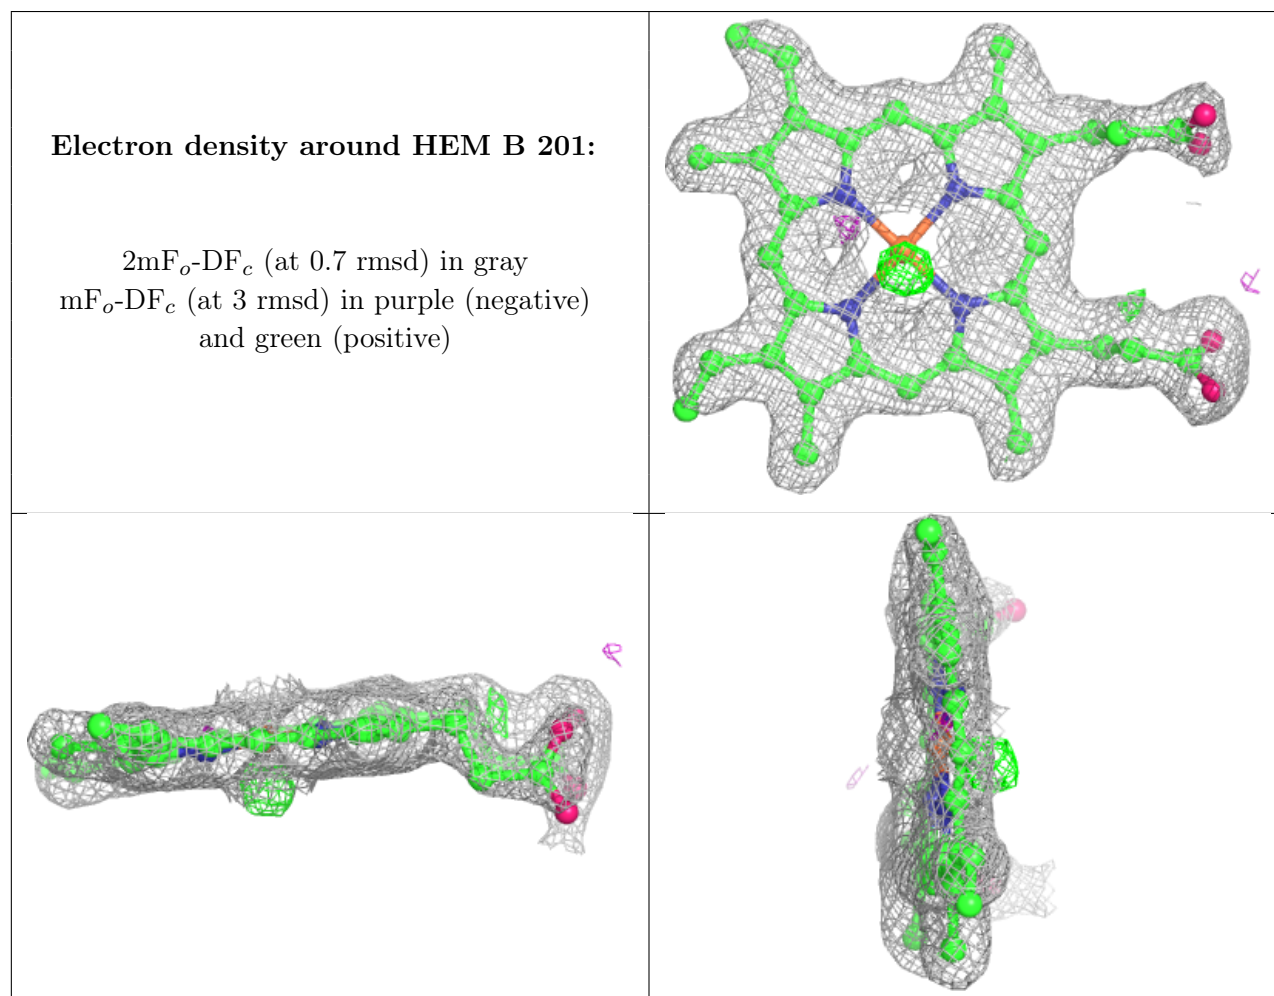 Electron density around HEM B 201:
2mFₒ-DF𝒸 (at 0.7 rmsd) in gray
mFₒ-DF𝒸 (at 3 rmsd) in purple (negative)
and green (positive)